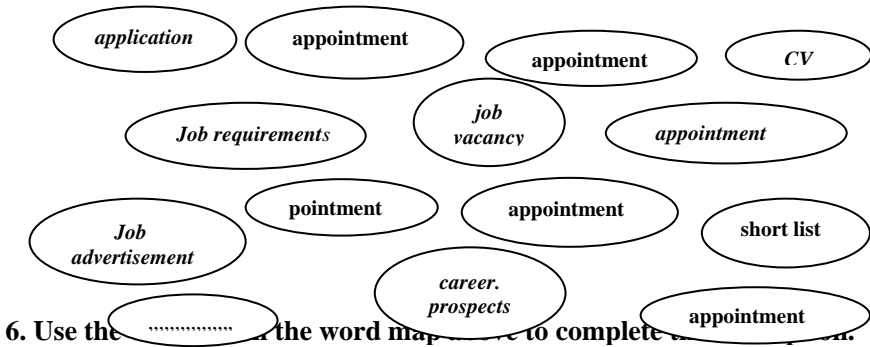 application
appointment
appointment
CV
Job requirements
job
vacancy
appointment
pointment
appointment
short list
Job
advertisement
career.
prospects
,,,,,,,,,,,,,,,,
appointment
6. Use the the word map above to complete